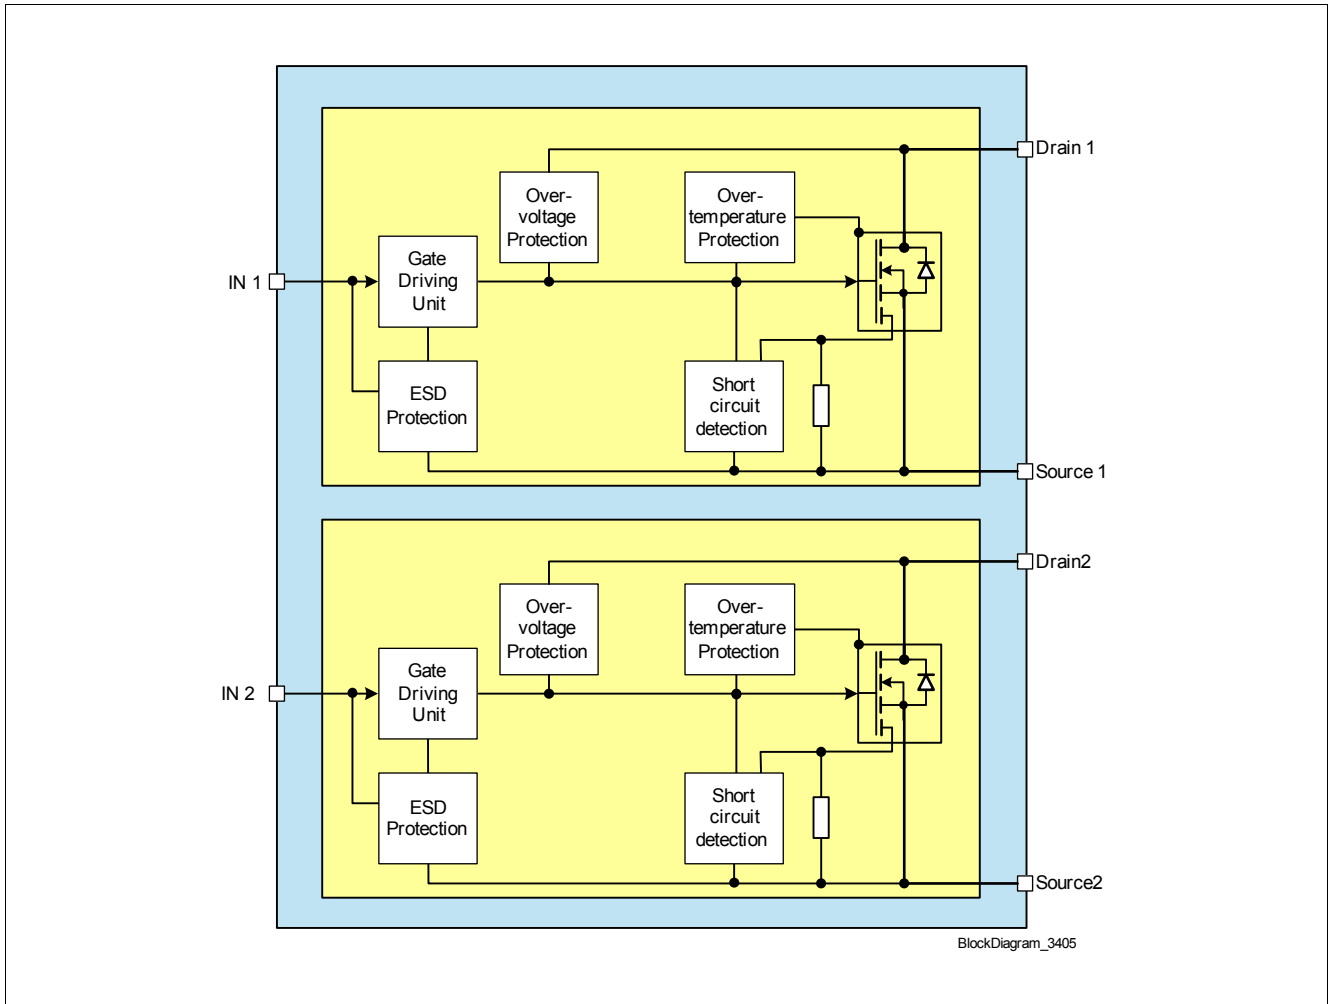 Drain 1
Over-
voltage
Protection
Over-
temperature
Protection
Gate
Driving
Unit
IN 1
ESD
Protection
Short
circuit
detection
Source 1
Drain2
Over-
voltage
Protection
Over-
temperature
Protection
Gate
Driving
Unit
IN 2
ESD
Protection
Short
circuit
detection
Source2
BlockDiagram_3405